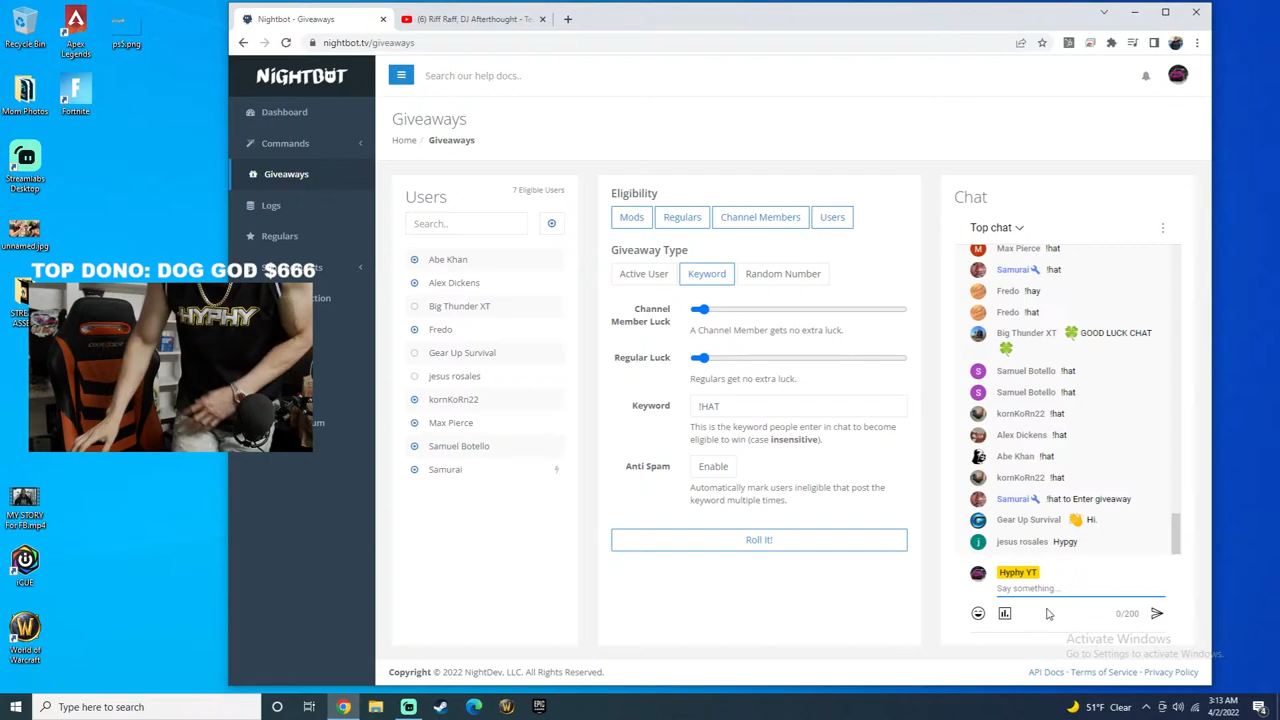 Recycle Bin
Apex Legends
ps5.png
Mom Photos
Fortnite
Streamlabs Desktop
unnamed.jpg
TOP DONO: DOG GOD $666
HYPHY
MY STORY For FB.mp4
iCUE
World of Warcraft
Nightbot - Giveaways
(6) Riff Raff, DJ Afterthought - Te
nightbot.tv/giveaways
NIGHTBOT
Search our help docs..
Dashboard
Commands
Giveaways
Logs
Regulars
Giveaways
Home / Giveaways
Users
7 Eligible Users
Search..
Abe Khan
Alex Dickens
Big Thunder XT
Fredo
Gear Up Survival
jesus rosales
kornKoRn22
Max Pierce
Samuel Botello
Samurai
Eligibility
Mods
Regulars
Channel Members
Users
Giveaway Type
Active User
Keyword
Random Number
Channel Member Luck
A Channel Member gets no extra luck.
Regular Luck
Regulars get no extra luck.
Keyword
!HAT
This is the keyword people enter in chat to become
eligible to win (case insensitive).
Anti Spam
Enable
Automatically mark users ineligible that post the
keyword multiple times.
Roll It!
Chat
Top chat
Max Pierce !hat
Samurai !hat
Fredo !hay
Fredo !hat
Big Thunder XT GOOD LUCK CHAT
Samuel Botello !hat
Samuel Botello !hat
kornKoRn22 !hat
Alex Dickens !hat
Abe Khan !hat
kornKoRn22 !hat
Samurai !hat to Enter giveaway
Gear Up Survival Hi.
jesus rosales Hypgy
Hyphy YT
Say something...
0/200
Activate Windows
Go to Settings to activate Windows.
Copyright © 2022 NightDev, LLC. All Rights Reserved.
API Docs - Terms of Service - Privacy Policy
Type here to search
51°F Clear
3:13 AM
4/2/2022